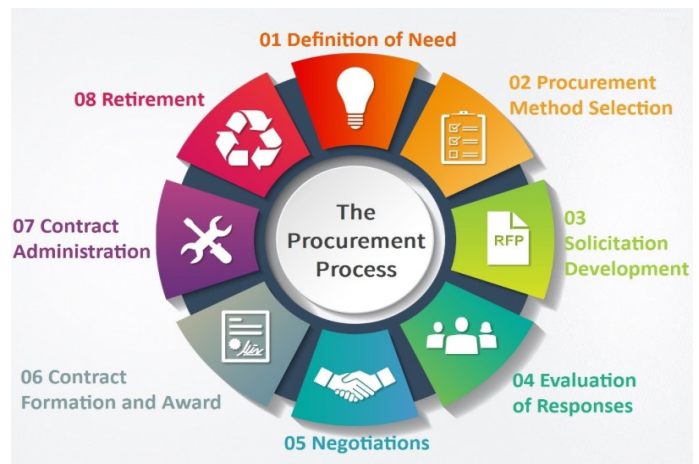 01 Definition of Need
02 Procurement
Method Selection
03
Solicitation
Development
RFP
04 Evaluation
of Responses
05 Negotiations
06 Contract
Formation and Award
07 Contract
Administration
08 Retirement
The
Procurement
Process